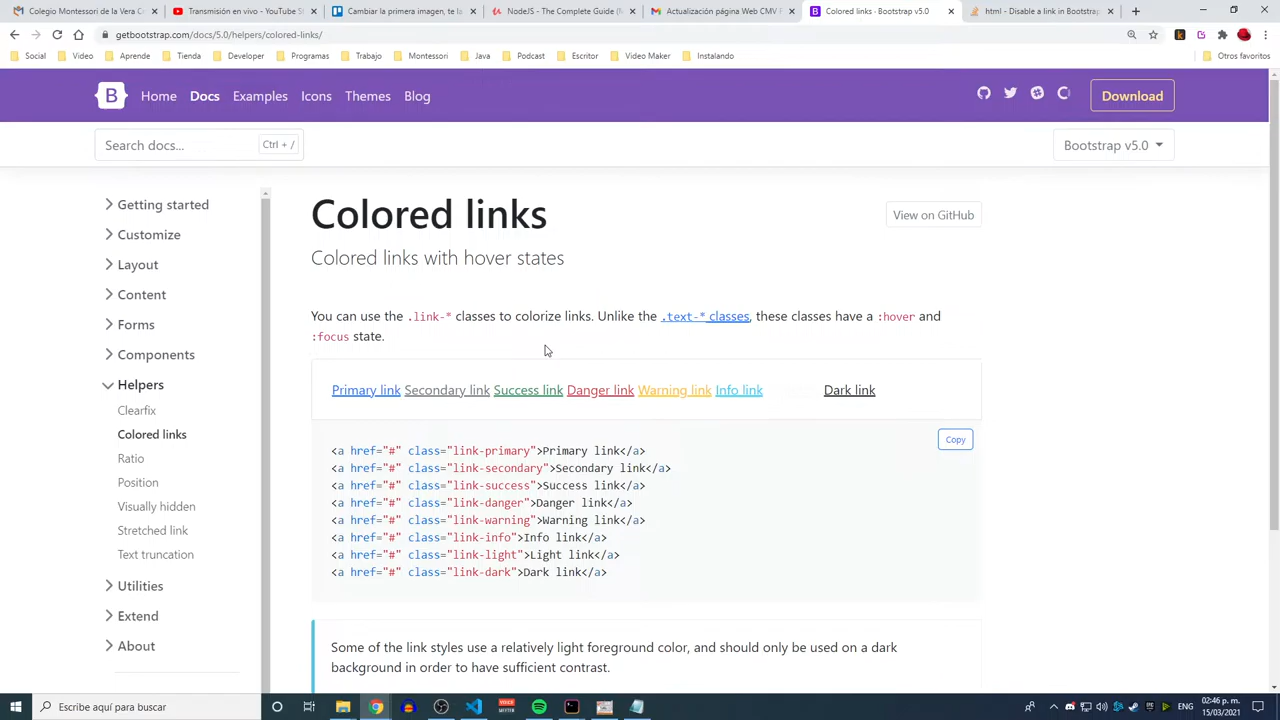 Colegio Montessori de la Vera C
Transmisión en vivo - YouTube S
Cambiar la primera imagen, te la
NodeJS - The Complete Guide (M
Actualización página Web CMV F
Colored links · Bootstrap v5.0
html - Disable a link in Bootstrap
getbootstrap.com/docs/5.0/helpers/colored-links/
Social
Video
Aprende
Tienda
Developer
Programas
Trabajo
Montessori
Java
Podcast
Escritor
Video Maker
Instalando
Otros favoritos
B Home Docs Examples Icons Themes Blog
Download
Search docs... Ctrl + /
Bootstrap v5.0
Getting started
Customize
Layout
Content
Forms
Components
Helpers
Clearfix
Colored links
Ratio
Position
Visually hidden
Stretched link
Text truncation
Utilities
Extend
About
Colored links
View on GitHub
Colored links with hover states
You can use the .link-* classes to colorize links. Unlike the .text-* classes, these classes have a :hover and
:focus state.
Primary link Secondary link Success link Danger link Warning link Info link Dark link
Copy
<a href="#" class="link-primary">Primary link</a>
<a href="#" class="link-secondary">Secondary link</a>
<a href="#" class="link-success">Success link</a>
<a href="#" class="link-danger">Danger link</a>
<a href="#" class="link-warning">Warning link</a>
<a href="#" class="link-info">Info link</a>
<a href="#" class="link-light">Light link</a>
<a href="#" class="link-dark">Dark link</a>
Some of the link styles use a relatively light foreground color, and should only be used on a dark
background in order to have sufficient contrast.
Escribe aquí para buscar
ENG
02:46 p. m.
15/03/2021